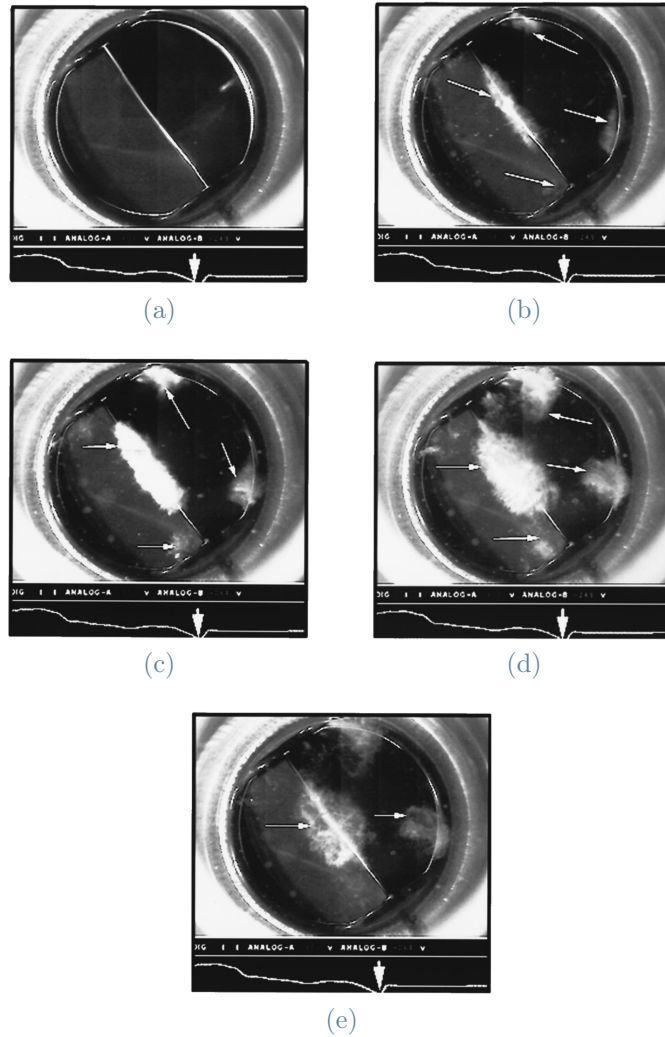 DIG ANALOG-A v ANALOG-B v
DIG ANALOG-A v ANALOG-B v
(a)
(b)
DIG ANALOG-A v ANALOG-B v
DIG ANALOG-A v ANALOG-B v
(c)
(d)
DIG ANALOG-A v ANALOG-B v
(e)